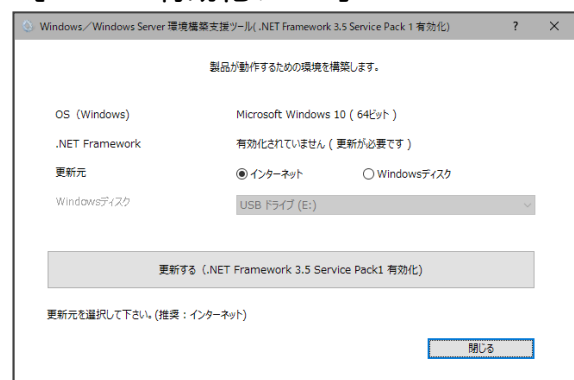 Windows／Windows Server 環境構築支援ツール( .NET Framework 3.5 Service Pack 1 有効化)
製品が動作するための環境を構築します。
OS（Windows） Microsoft Windows 10 ( 64ビット )
.NET Framework 有効化されていません ( 更新が必要です )
更新元 インターネット Windowsディスク
Windowsディスク USB ドライブ (E:)
更新する（.NET Framework 3.5 Service Pack1 有効化)
更新元を選択して下さい。(推奨：インターネット)
閉じる